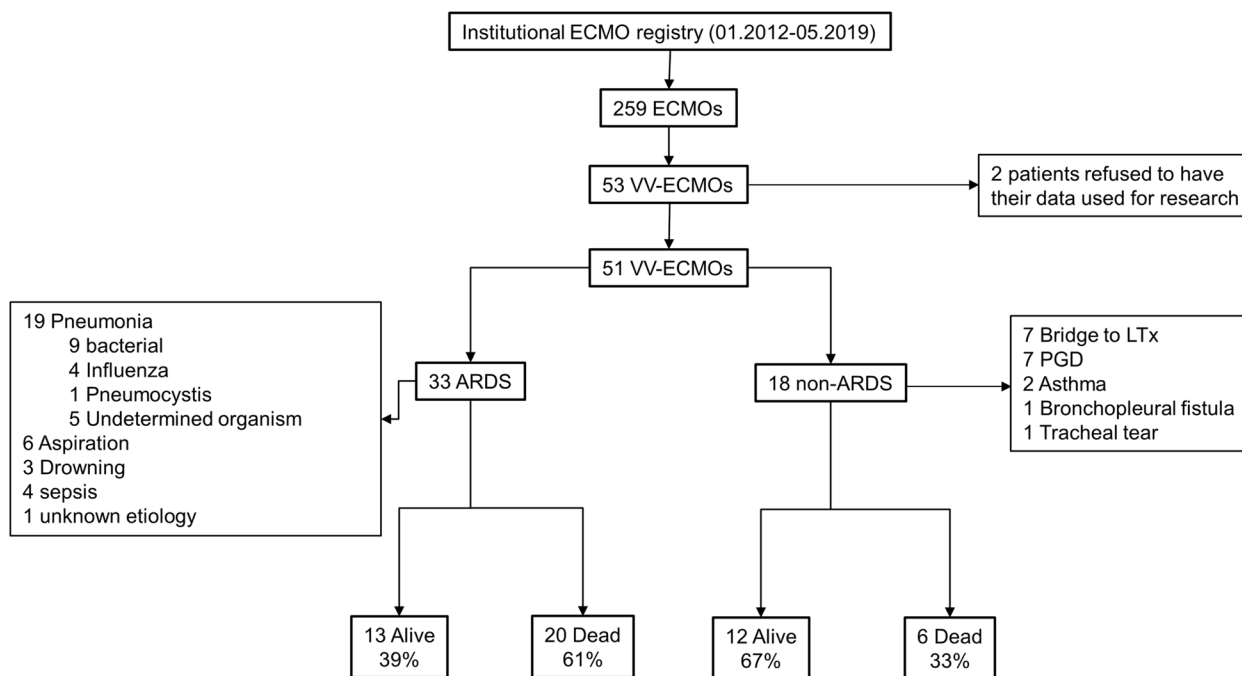 Institutional ECMO registry (01.2012-05.2019)
259 ECMOs
53 VV-ECMOs
2 patients refused to have
their data used for research
51 VV-ECMOs
19 Pneumonia
9 bacterial
4 Influenza
1 Pneumocystis
5 Undetermined organism
6 Aspiration
3 Drowning
4 sepsis
1 unknown etiology
33 ARDS
18 non-ARDS
7 Bridge to LTx
7 PGD
2 Asthma
1 Bronchopleural fistula
1 Tracheal tear
13 Alive
39%
20 Dead
61%
12 Alive
67%
6 Dead
33%